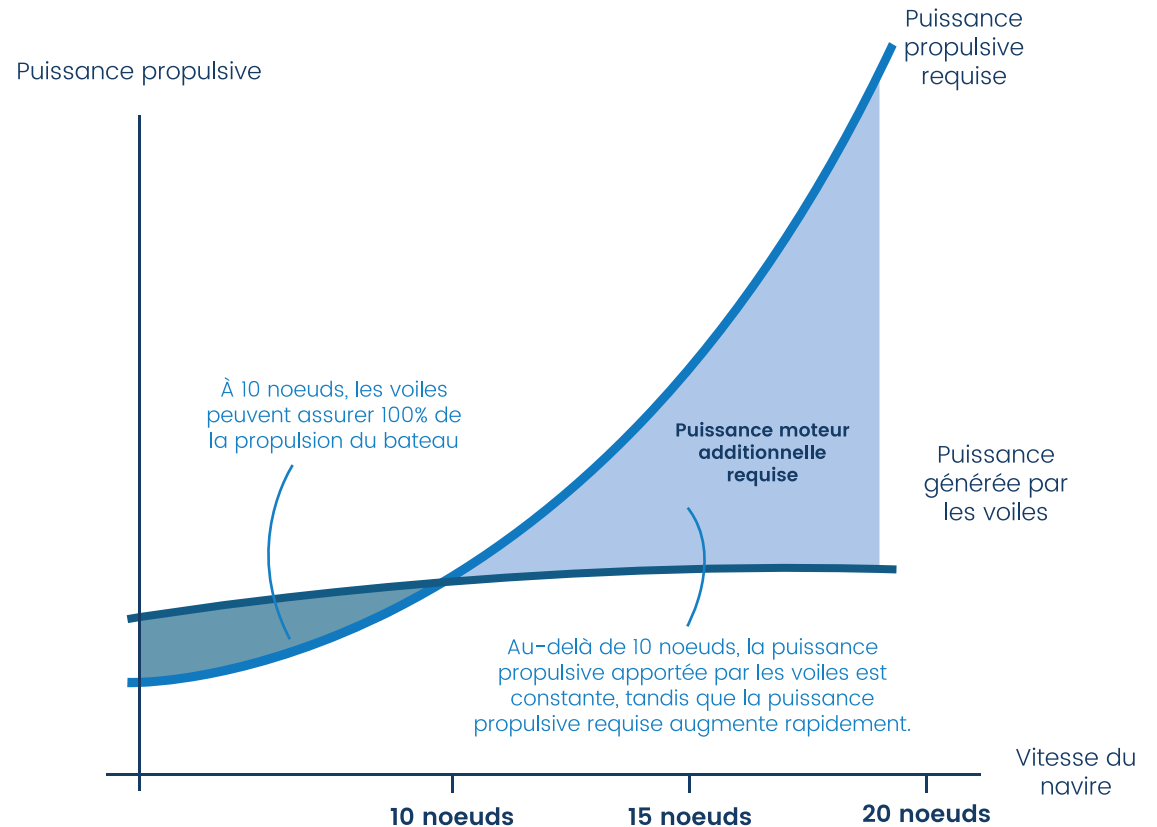 Puissance
propulsive
requise
Puissance propulsive
À 10 noeuds, les voiles
peuvent assurer 100% de
la propulsion du bateau
Puissance moteur
additionnelle
requise
Puissance
générée par
les voiles
Au-delà de 10 noeuds, la puissance
propulsive apportée par les voiles est
constante, tandis que la puissance
propulsive requise augmente rapidement.
Vitesse du
navire
10 noeuds
15 noeuds
20 noeuds